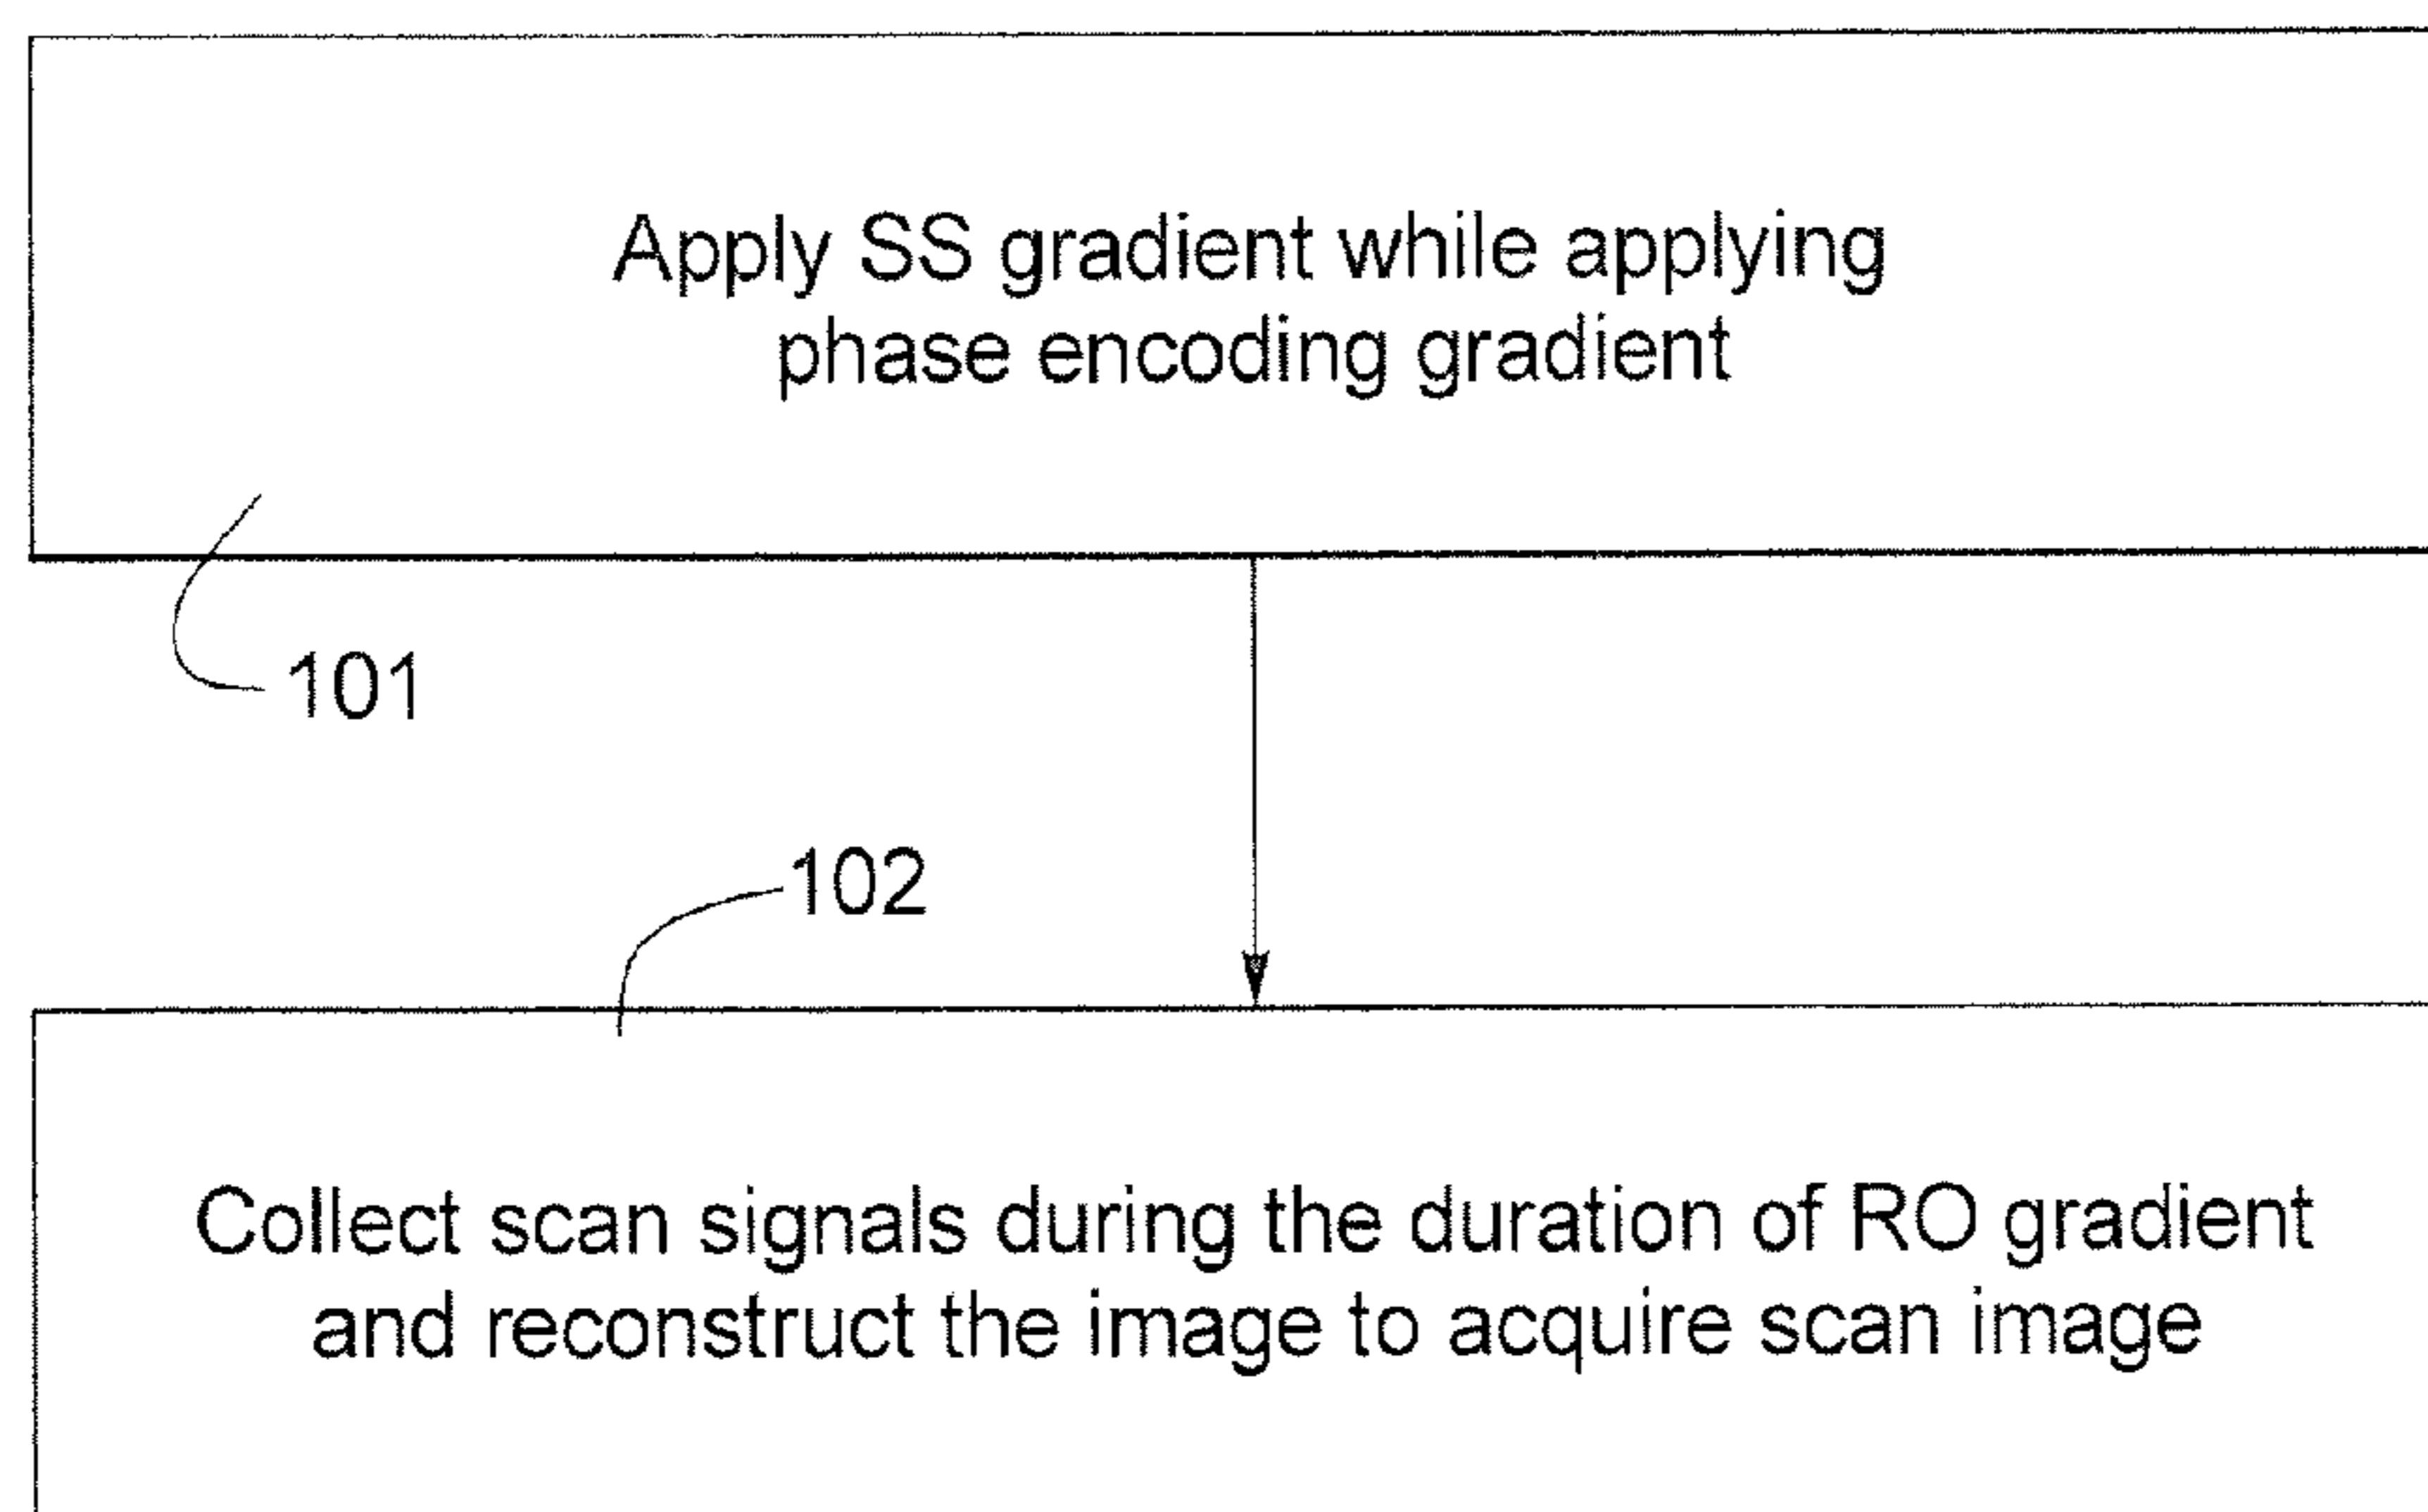 Apply SS gradient while applying
phase encoding gradient
101
102
Collect scan signals during the duration of RO gradient
and reconstruct the image to acquire scan image